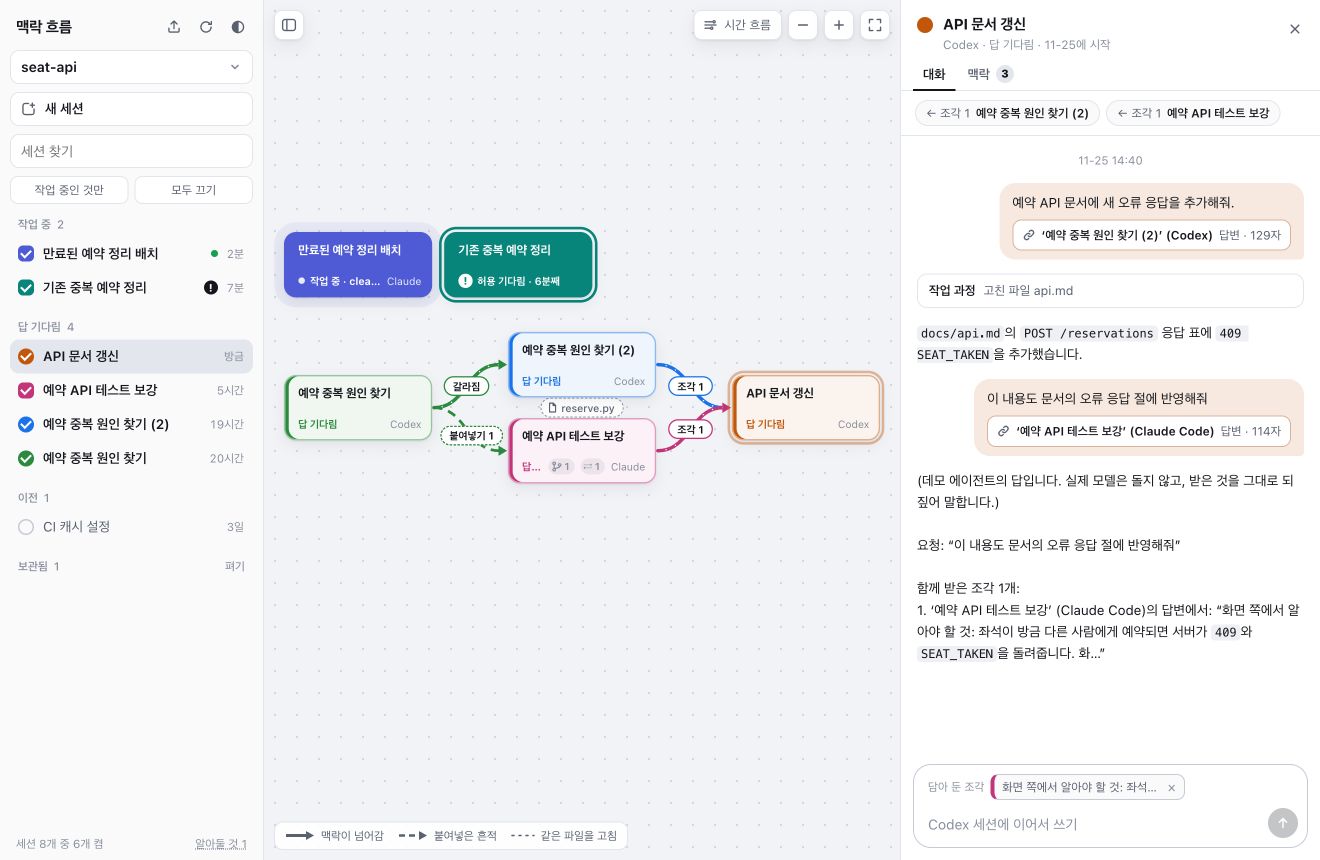 맥락 흐름
seat-api
새 세션
세션 찾기
작업 중인 것만
모두 끄기
작업 중 2
만료된 예약 정리 배치 2분
기존 중복 예약 정리 ! 7분
답 기다림 4
API 문서 갱신 방금
예약 API 테스트 보강 5시간
예약 중복 원인 찾기 (2) 19시간
예약 중복 원인 찾기 20시간
이전 1
CI 캐시 설정 3일
보관됨 1 펴기
세션 8개 중 6개 켬 알아둘 것 1
시간 흐름
만료된 예약 정리 배치
작업 중 · clea... Claude
기존 중복 예약 정리
! 허용 기다림 · 6분째
예약 중복 원인 찾기
답 기다림 Codex
갈라짐
붙여넣기 1
예약 중복 원인 찾기 (2)
답 기다림 Codex
reserve.py
예약 API 테스트 보강
답... 1 1 Claude
조각 1
조각 1
API 문서 갱신
답 기다림 Codex
맥락이 넘어감 붙여넣은 흔적 같은 파일을 고침
API 문서 갱신
Codex · 답 기다림 · 11-25에 시작
대화 맥락 3
← 조각 1 예약 중복 원인 찾기 (2)
← 조각 1 예약 API 테스트 보강
11-25 14:40
예약 API 문서에 새 오류 응답을 추가해줘.
‘예약 중복 원인 찾기 (2)’ (Codex) 답변 · 129자
작업 과정 고친 파일 api.md
docs/api.md 의 POST /reservations 응답 표에 409
SEAT_TAKEN 을 추가했습니다.
이 내용도 문서의 오류 응답 절에 반영해줘
‘예약 API 테스트 보강’ (Claude Code) 답변 · 114자
(데모 에이전트의 답입니다. 실제 모델은 돌지 않고, 받은 것을 그대로 되
짚어 말합니다.)
요청: “이 내용도 문서의 오류 응답 절에 반영해줘”
함께 받은 조각 1개:
1. ‘예약 API 테스트 보강’ (Claude Code)의 답변에서: “화면 쪽에서 알
아야 할 것: 좌석이 방금 다른 사람에게 예약되면 서버가 409 와
SEAT_TAKEN 을 돌려줍니다. 화...”
담아 둔 조각 화면 쪽에서 알아야 할 것: 좌석... ×
Codex 세션에 이어서 쓰기